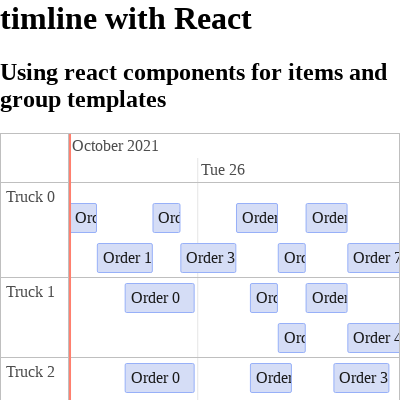 timline with React
Using react components for items and
group templates
October 2021
Tue 26
Truck 0
Ord
Ord
Order
Order
Order 1
Order 3
Ord
Order 7
Truck 1
Order 0
Ord
Order
Ord
Order 4
Truck 2
Order 0
Order
Order 3